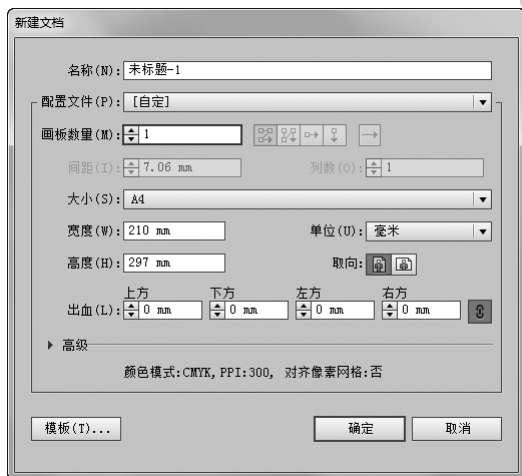 新建文档
名称(N): 未标题-1
配置文件(P): [自定]
画板数量(M): 1
间距(I): 7.06 mm 列数(O): 1
大小(S): A4
宽度(W): 210 mm 单位(U): 毫米
高度(H): 297 mm 取向:
上方 下方 左方 右方
出血(L): 0 mm 0 mm 0 mm 0 mm
高级
颜色模式:CMYK, PPI:300, 对齐像素网格:否
模板(T)... 确定 取消